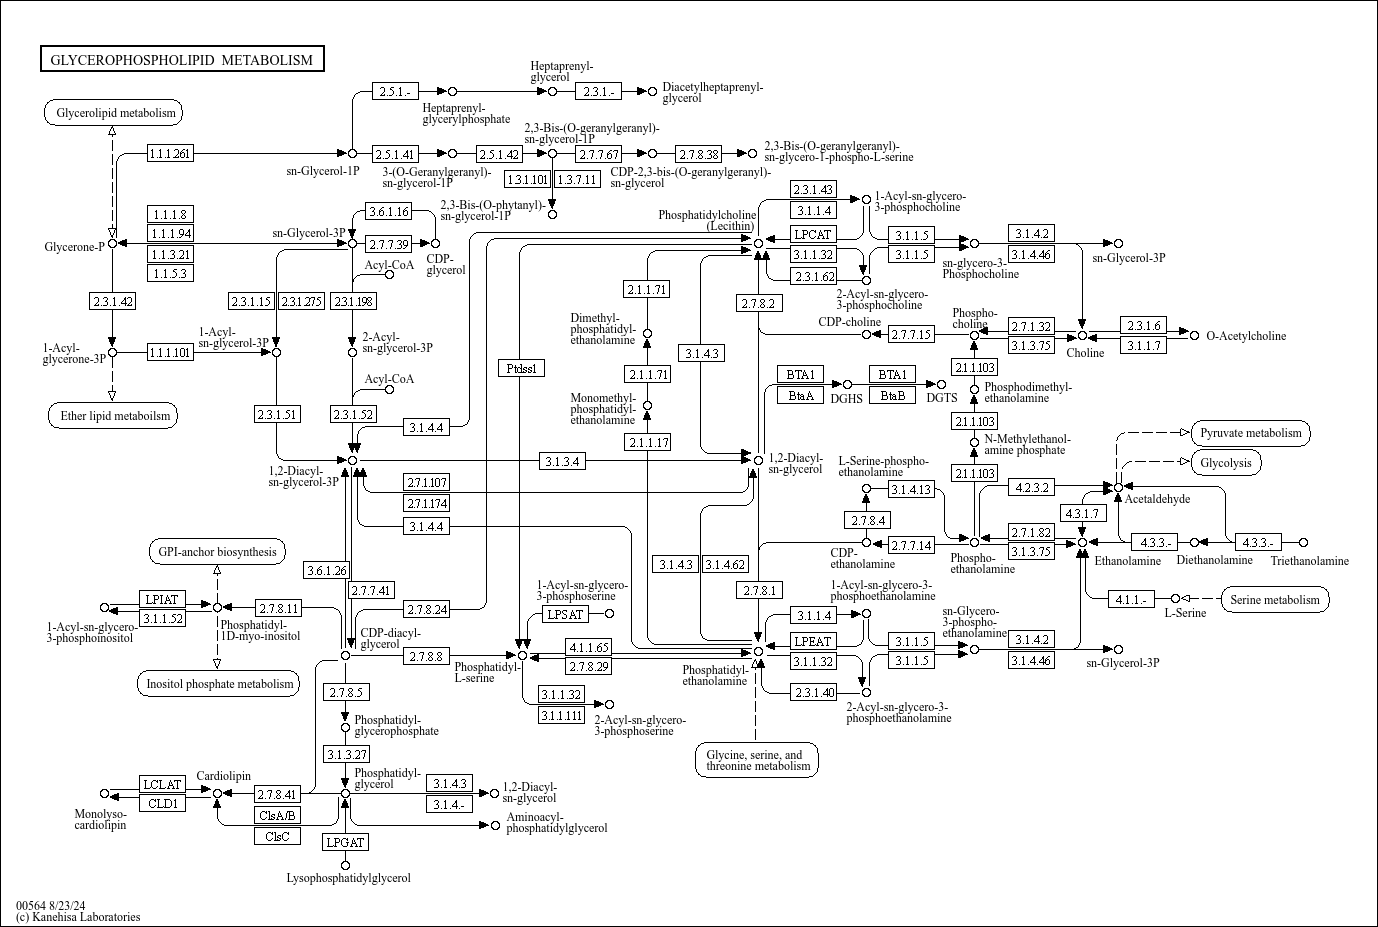 GLYCEROPHOSPHOLIPID METABOLISM
Heptaprenyl-
glycerol
2.5.1.-
2.3.1.-
Diacetylheptaprenyl-
glycerol
Heptaprenyl-
glycerylphosphate
Glycerolipid metabolism
2,3-Bis-(O-geranylgeranyl)-
sn-glycerol-1P
1.1.1.261
sn-Glycerol-1P
2.5.1.41
2.5.1.42
2.7.7.67
2.7.8.38
2,3-Bis-(O-geranylgeranyl)-
sn-glycero-1-phospho-L-serine
3-(O-Geranylgeranyl)-
sn-glycerol-1P
1.3.1.101
1.3.7.11
CDP-2,3-bis-(O-geranylgeranyl)-
sn-glycerol
2,3-Bis-(O-phytanyl)-
sn-glycerol-1P
1.1.1.8
1.1.1.94
1.1.3.21
1.1.5.3
Glycerone-P
sn-Glycerol-3P
3.6.1.16
2.7.7.39
CDP-
glycerol
Acyl-CoA
Phosphatidylcholine
(Lecithin)
2.3.1.43
3.1.1.4
LPCAT
3.1.1.32
2.3.1.62
1-Acyl-sn-glycero-
3-phosphocholine
3.1.1.5
3.1.1.5
sn-glycero-3-
Phosphocholine
3.1.4.2
3.1.4.46
sn-Glycerol-3P
2-Acyl-sn-glycero-
3-phosphocholine
2.3.1.42
2.3.1.15
2.3.1.275
2.3.1.198
2.1.1.71
2.7.8.2
1-Acyl-
glycerone-3P
1.1.1.101
1-Acyl-
sn-glycerol-3P
2-Acyl-
sn-glycerol-3P
Dimethyl-
phosphatidyl-
ethanolamine
3.1.4.3
CDP-choline
2.7.7.15
Phospho-
choline
2.7.1.32
3.1.3.75
Choline
2.3.1.6
3.1.1.7
O-Acetylcholine
Ptdss1
2.1.1.71
2.1.1.103
Acyl-CoA
BTA1
BtaA
DGHS
BTA1
BtaB
DGTS
Phosphodimethyl-
ethanolamine
Ether lipid metaboilsm
2.3.1.51
2.3.1.52
3.1.4.4
Monomethyl-
phosphatidyl-
ethanolamine
2.1.1.17
2.1.1.103
N-Methylethanol-
amine phosphate
2.1.1.103
Pyruvate metabolism
Glycolysis
1,2-Diacyl-
sn-glycerol-3P
3.1.3.4
1,2-Diacyl-
sn-glycerol
L-Serine-phospho-
ethanolamine
3.1.4.13
4.2.3.2
Acetaldehyde
2.7.1.107
2.7.1.174
3.1.4.4
2.7.8.4
4.3.1.7
CDP-
ethanolamine
2.7.7.14
Phospho-
ethanolamine
2.7.1.82
3.1.3.75
Ethanolamine
4.3.3.-
Diethanolamine
4.3.3.-
Triethanolamine
GPI-anchor biosynthesis
3.6.1.26
2.7.7.41
3.1.4.3
3.1.4.62
2.7.8.1
4.1.1.-
L-Serine
Serine metabolism
LPIAT
3.1.1.52
1-Acyl-sn-glycero-
3-phosphoinositol
2.7.8.11
Phosphatidyl-
1D-myo-inositol
2.7.8.24
1-Acyl-sn-glycero-
3-phosphoserine
LPSAT
1-Acyl-sn-glycero-3-
phosphoethanolamine
3.1.1.4
LPEAT
3.1.1.32
2.3.1.40
3.1.1.5
3.1.1.5
sn-Glycero-
3-phospho-
ethanolamine
3.1.4.2
3.1.4.46
sn-Glycerol-3P
2-Acyl-sn-glycero-3-
phosphoethanolamine
CDP-diacyl-
glycerol
2.7.8.8
Phosphatidyl-
L-serine
4.1.1.65
2.7.8.29
Phosphatidyl-
ethanolamine
Inositol phosphate metabolism
2.7.8.5
3.1.1.32
3.1.1.111
2-Acyl-sn-glycero-
3-phosphoserine
Phosphatidyl-
glycerophosphate
3.1.3.27
Glycine, serine, and
threonine metabolism
LCLAT
CLD1
Monolyso-
cardiolipin
Cardiolipin
2.7.8.41
ClsA/B
ClsC
Phosphatidyl-
glycerol
3.1.4.3
3.1.4.-
1,2-Diacyl-
sn-glycerol
Aminoacyl-
phosphatidylglycerol
LPGAT
Lysophosphatidylglycerol
00564 8/23/24
(c) Kanehisa Laboratories